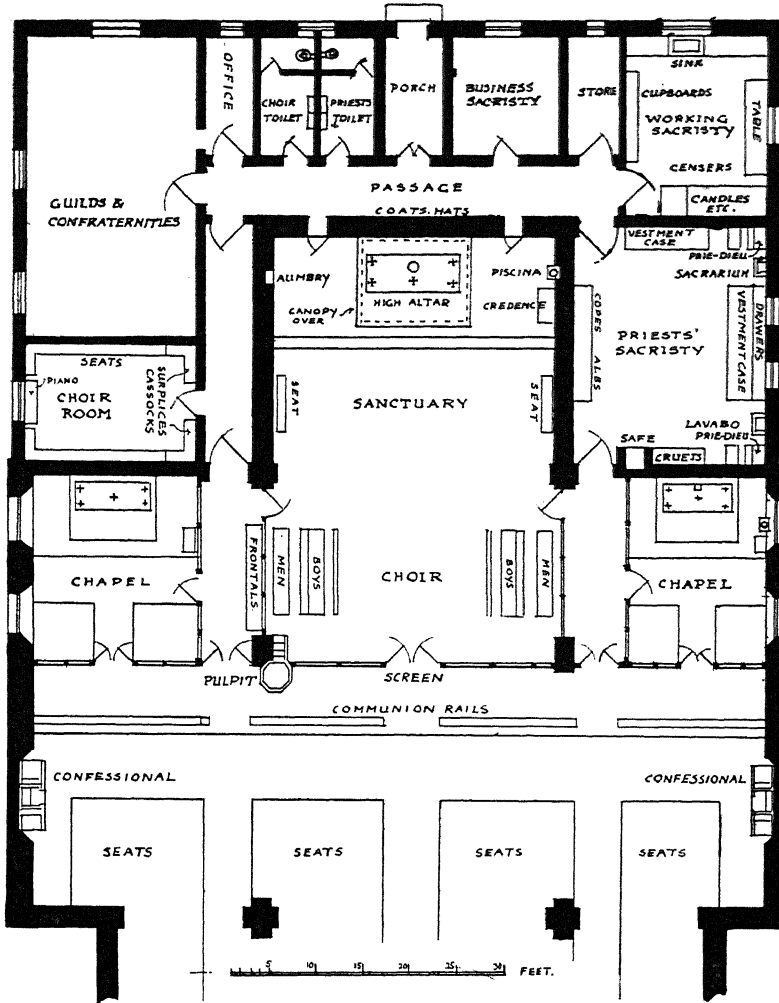 OFFICE
CHOIR
TOILET
PRIESTS
TOILET
PORCH
BUSINESS
SACRISTY
STORE
SINK
CUPBOARDS
WORKING
SACRISTY
TABLE
CENSERS
CANDLES
ETC.
GUILDS &
CONFRATERNITIES
PASSAGE
COATS. HATS
AUMBRY
CANOPY
OVER
HIGH ALTAR
PISCINA
CREDENCE
VESTMENT
CASE
PRIE-DIEU
SACRARIUM
COPES ALBS
PRIESTS'
SACRISTY
VESTMENT CASE
DRAWERS
LAVABO
PRIE-DIEU
SAFE
CRUETS
SEATS
PIANO
CHOIR
ROOM
SURPLICES
CASSOCKS
SEAT
SANCTUARY
SEAT
CHAPEL
FRONTALS
MEN
BOYS
CHOIR
BOYS
MEN
CHAPEL
PULPIT
SCREEN
COMMUNION RAILS
CONFESSIONAL
CONFESSIONAL
SEATS
SEATS
SEATS
SEATS
5 10 15 20 25 30 FEET.